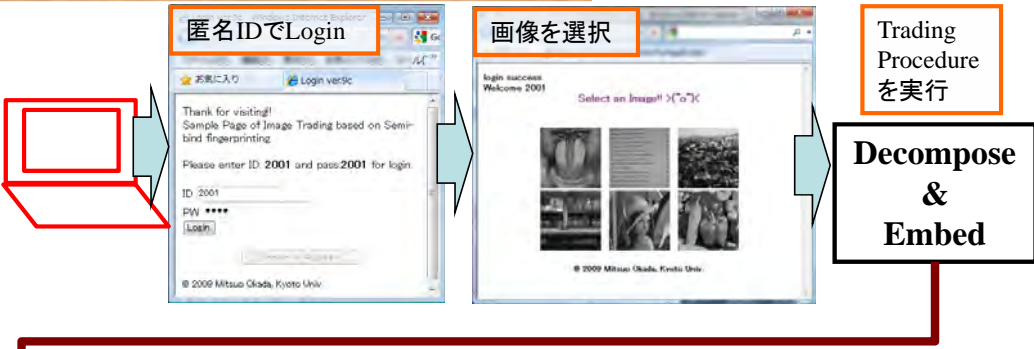 匿名IDでLogin
お気に入り
Login ver.9c
Thank for visiting!!
Sample Page of Image Trading based on Semi-
bind fingerprinting
Please enter ID: 2001 and pass:2001 for login.
ID 2001
PW ••••
Login
© 2009 Mitsuo Okada, Kyoto Univ.
画像を選択
login success
Welcome 2001
Select an Image!! >(^o^)<
© 2009 Mitsuo Okada, Kyoto Univ.
Trading
Procedure
を実行
Decompose
&
Embed